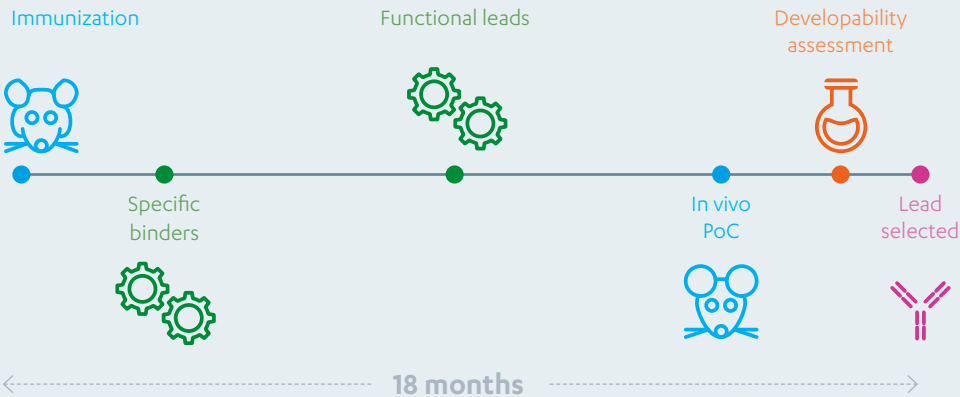 Immunization
Functional leads
Developability
assessment
Specific
binders
In vivo
PoC
Lead
selected
18 months